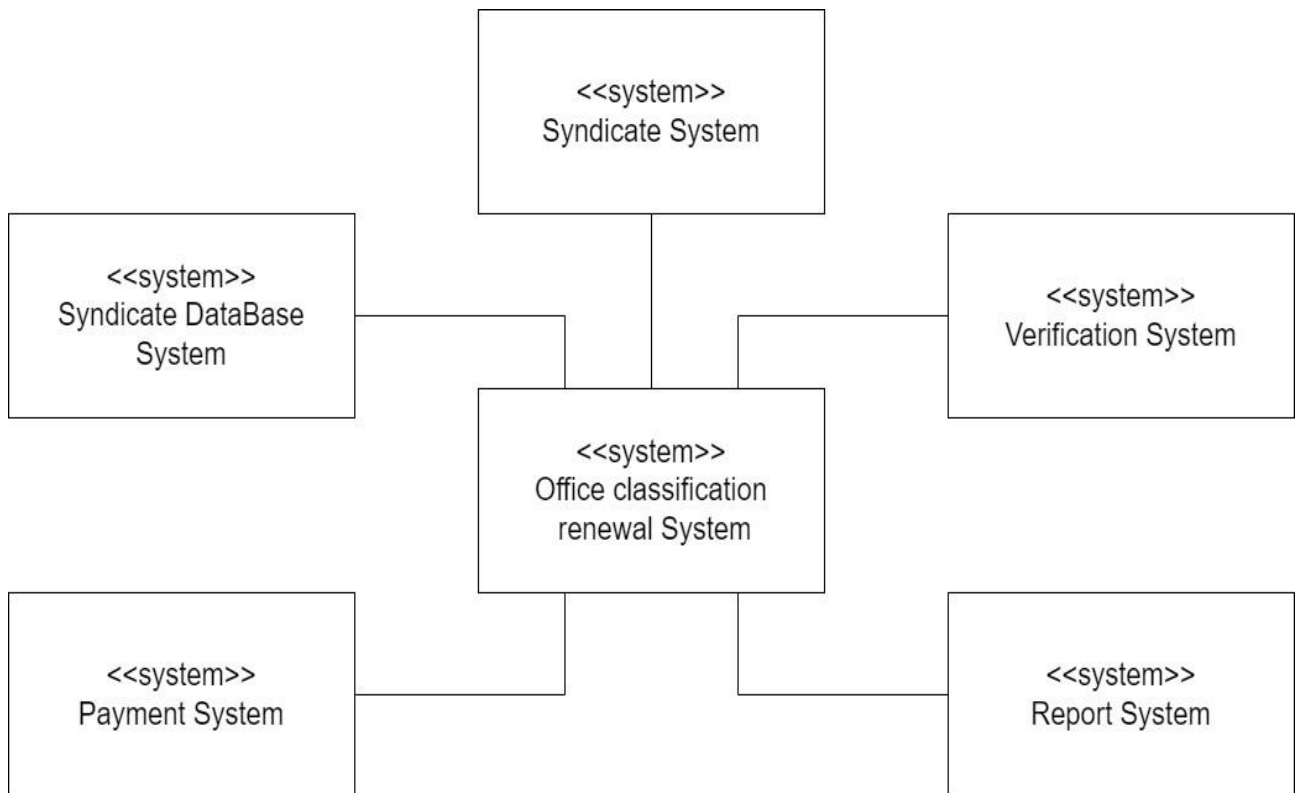 <<system>>
Syndicate System
<<system>>
Syndicate DataBase
System
<<system>>
Verification System
<<system>>
Office classification
renewal System
<<system>>
Payment System
<<system>>
Report System